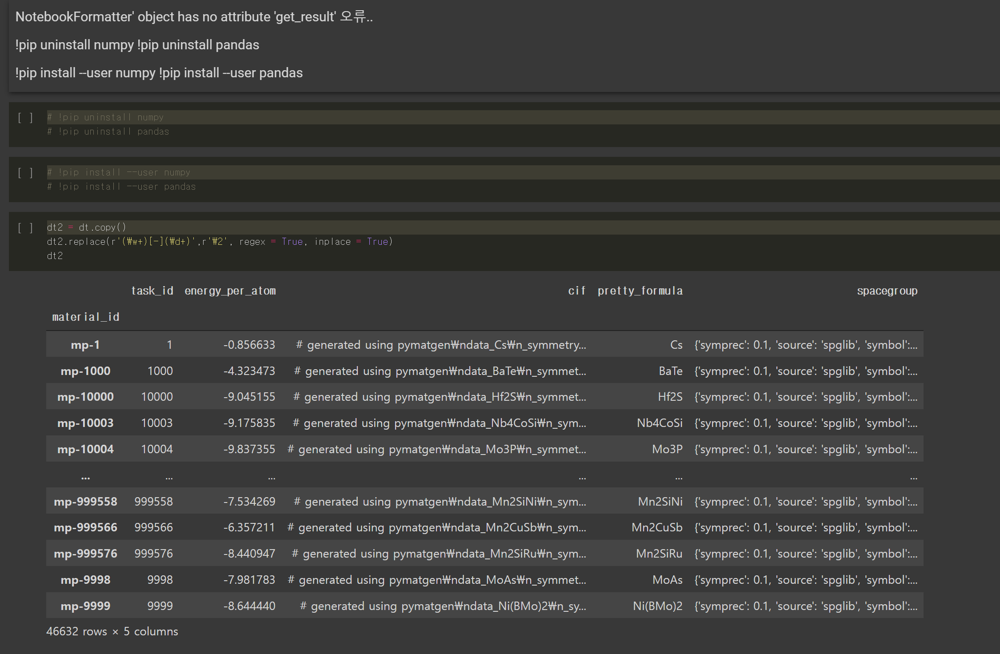 NotebookFormatter' object has no attribute 'get_result' 오류..
!pip uninstall numpy !pip uninstall pandas
!pip install --user numpy !pip install --user pandas
[ ] # !pip uninstall numpy
# !pip uninstall pandas
[ ] # !pip install --user numpy
# !pip install --user pandas
[ ] dt2 = dt.copy()
dt2.replace(r'(₩w+)[-](₩d+)',r'₩2', regex = True, inplace = True)
dt2
task_id energy_per_atom cif pretty_formula spacegroup
material_id
mp-1 1 -0.856633 # generated using pymatgen₩ndata_Cs₩n_symmetry... Cs {'symprec': 0.1, 'source': 'spglib', 'symbol':...
mp-1000 1000 -4.323473 # generated using pymatgen₩ndata_BaTe₩n_symmet... BaTe {'symprec': 0.1, 'source': 'spglib', 'symbol':...
mp-10000 10000 -9.045155 # generated using pymatgen₩ndata_Hf2S₩n_symmet... Hf2S {'symprec': 0.1, 'source': 'spglib', 'symbol':...
mp-10003 10003 -9.175835 # generated using pymatgen₩ndata_Nb4CoSi₩n_sym... Nb4CoSi {'symprec': 0.1, 'source': 'spglib', 'symbol':...
mp-10004 10004 -9.837355 # generated using pymatgen₩ndata_Mo3P₩n_symmet... Mo3P {'symprec': 0.1, 'source': 'spglib', 'symbol':...
... ... ... ... ... ...
mp-999558 999558 -7.534269 # generated using pymatgen₩ndata_Mn2SiNi₩n_sym... Mn2SiNi {'symprec': 0.1, 'source': 'spglib', 'symbol':...
mp-999566 999566 -6.357211 # generated using pymatgen₩ndata_Mn2CuSb₩n_sym... Mn2CuSb {'symprec': 0.1, 'source': 'spglib', 'symbol':...
mp-999576 999576 -8.440947 # generated using pymatgen₩ndata_Mn2SiRu₩n_sym... Mn2SiRu {'symprec': 0.1, 'source': 'spglib', 'symbol':...
mp-9998 9998 -7.981783 # generated using pymatgen₩ndata_MoAs₩n_symmet... MoAs {'symprec': 0.1, 'source': 'spglib', 'symbol':...
mp-9999 9999 -8.644440 # generated using pymatgen₩ndata_Ni(BMo)2₩n_sy... Ni(BMo)2 {'symprec': 0.1, 'source': 'spglib', 'symbol':...
46632 rows × 5 columns